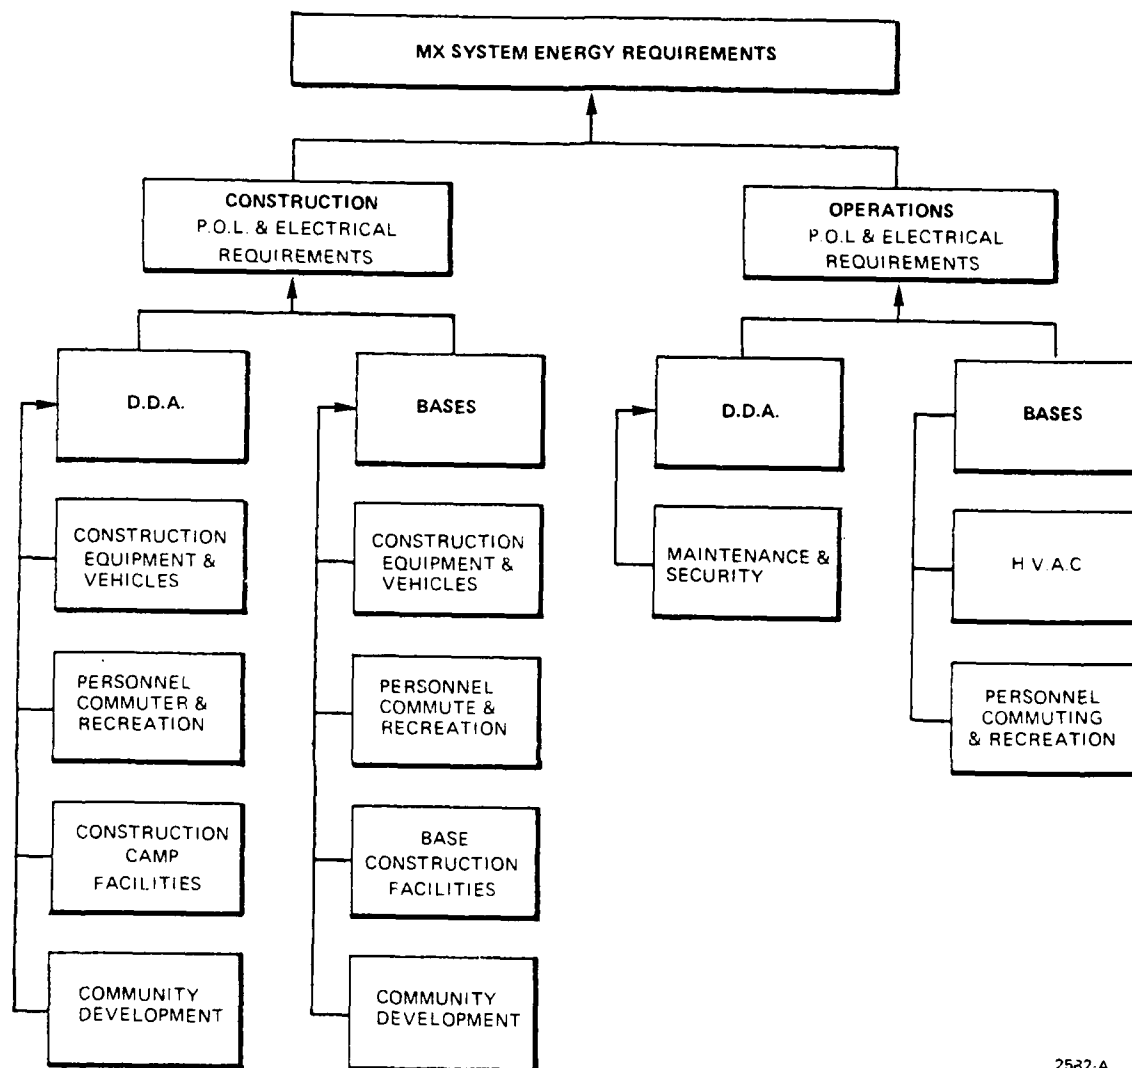 MX SYSTEM ENERGY REQUIREMENTS
CONSTRUCTION
P.O.L. & ELECTRICAL
REQUIREMENTS
OPERATIONS
P.O.L & ELECTRICAL
REQUIREMENTS
D.D.A.
BASES
D.D.A.
BASES
CONSTRUCTION
EQUIPMENT &
VEHICLES
CONSTRUCTION
EQUIPMENT &
VEHICLES
MAINTENANCE &
SECURITY
H V.A.C
PERSONNEL
COMMUTER &
RECREATION
PERSONNEL
COMMUTE &
RECREATION
PERSONNEL
COMMUTING
& RECREATION
CONSTRUCTION
CAMP
FACILITIES
BASE
CONSTRUCTION
FACILITIES
COMMUNITY
DEVELOPMENT
COMMUNITY
DEVELOPMENT
2582-A